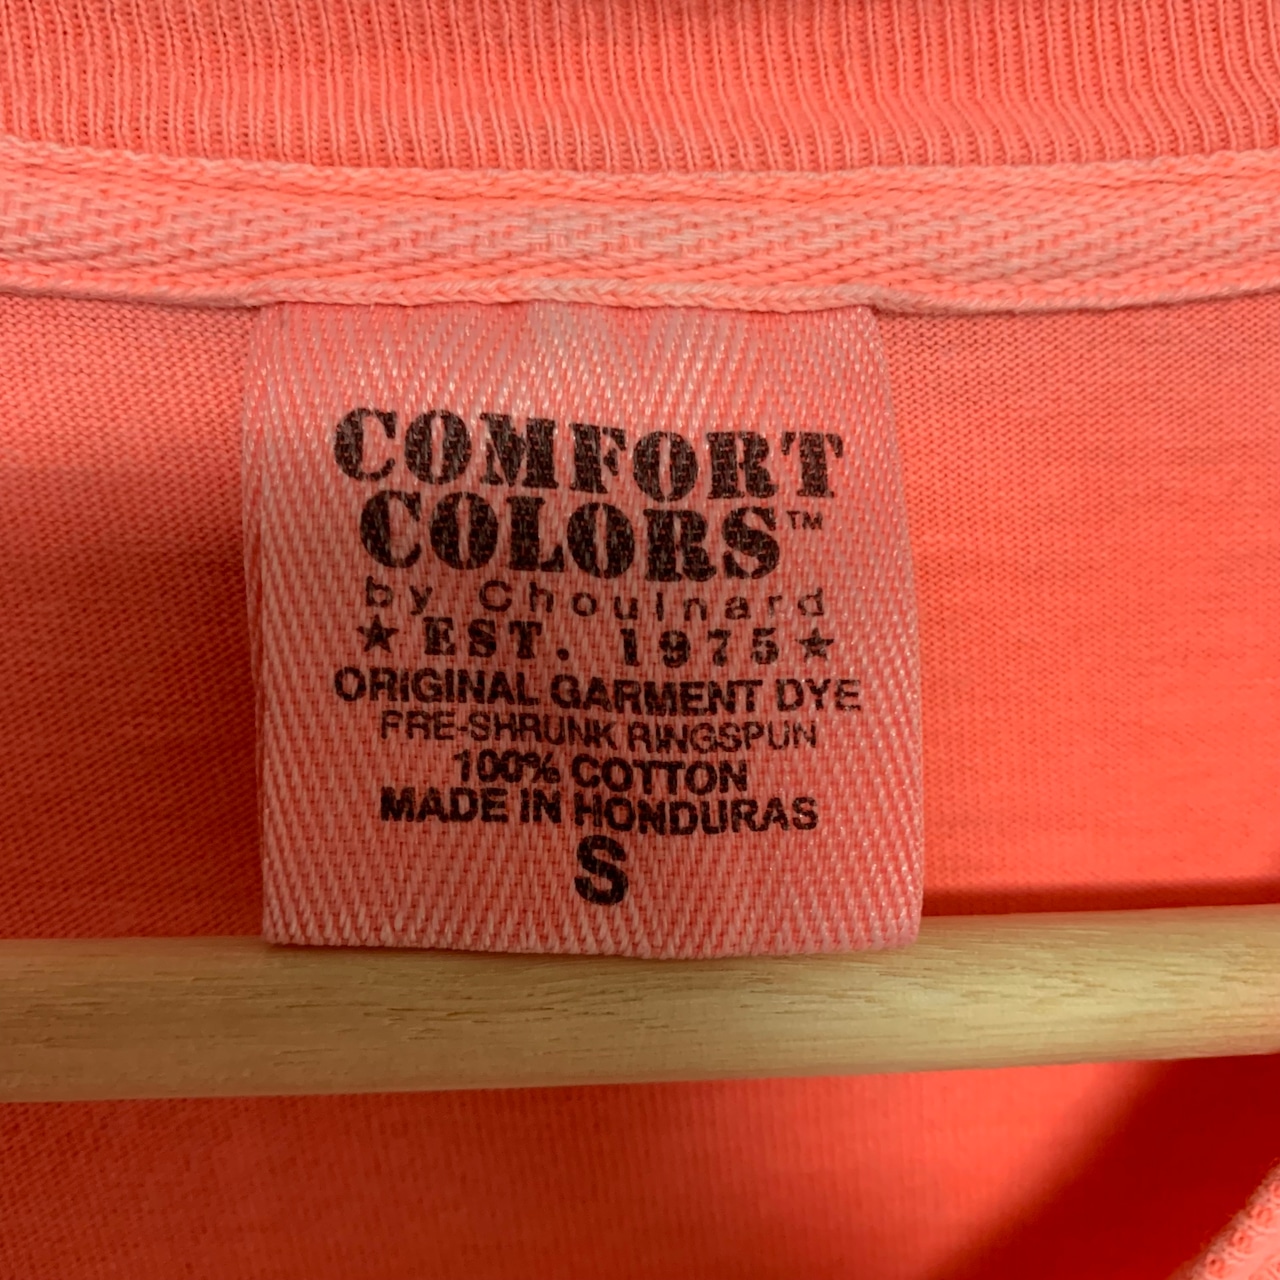 COMFORT
COLORS™
by Chouinard
★ EST. 1975 ★
ORIGINAL GARMENT DYE
PRE-SHRUNK RINGSPUN
100% COTTON
MADE IN HONDURAS
S